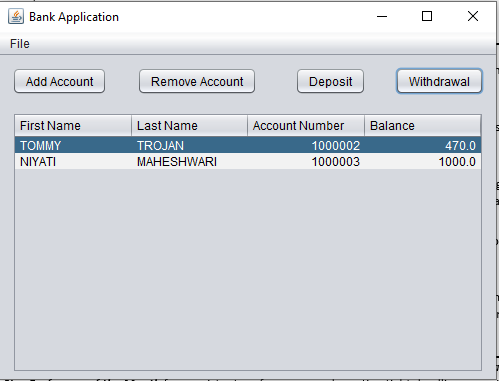 Bank Application
File
Add Account Remove Account Deposit Withdrawal
First Name Last Name Account Number Balance
TOMMY TROJAN 1000002 470.0
NIYATI MAHESHWARI 1000003 1000.0